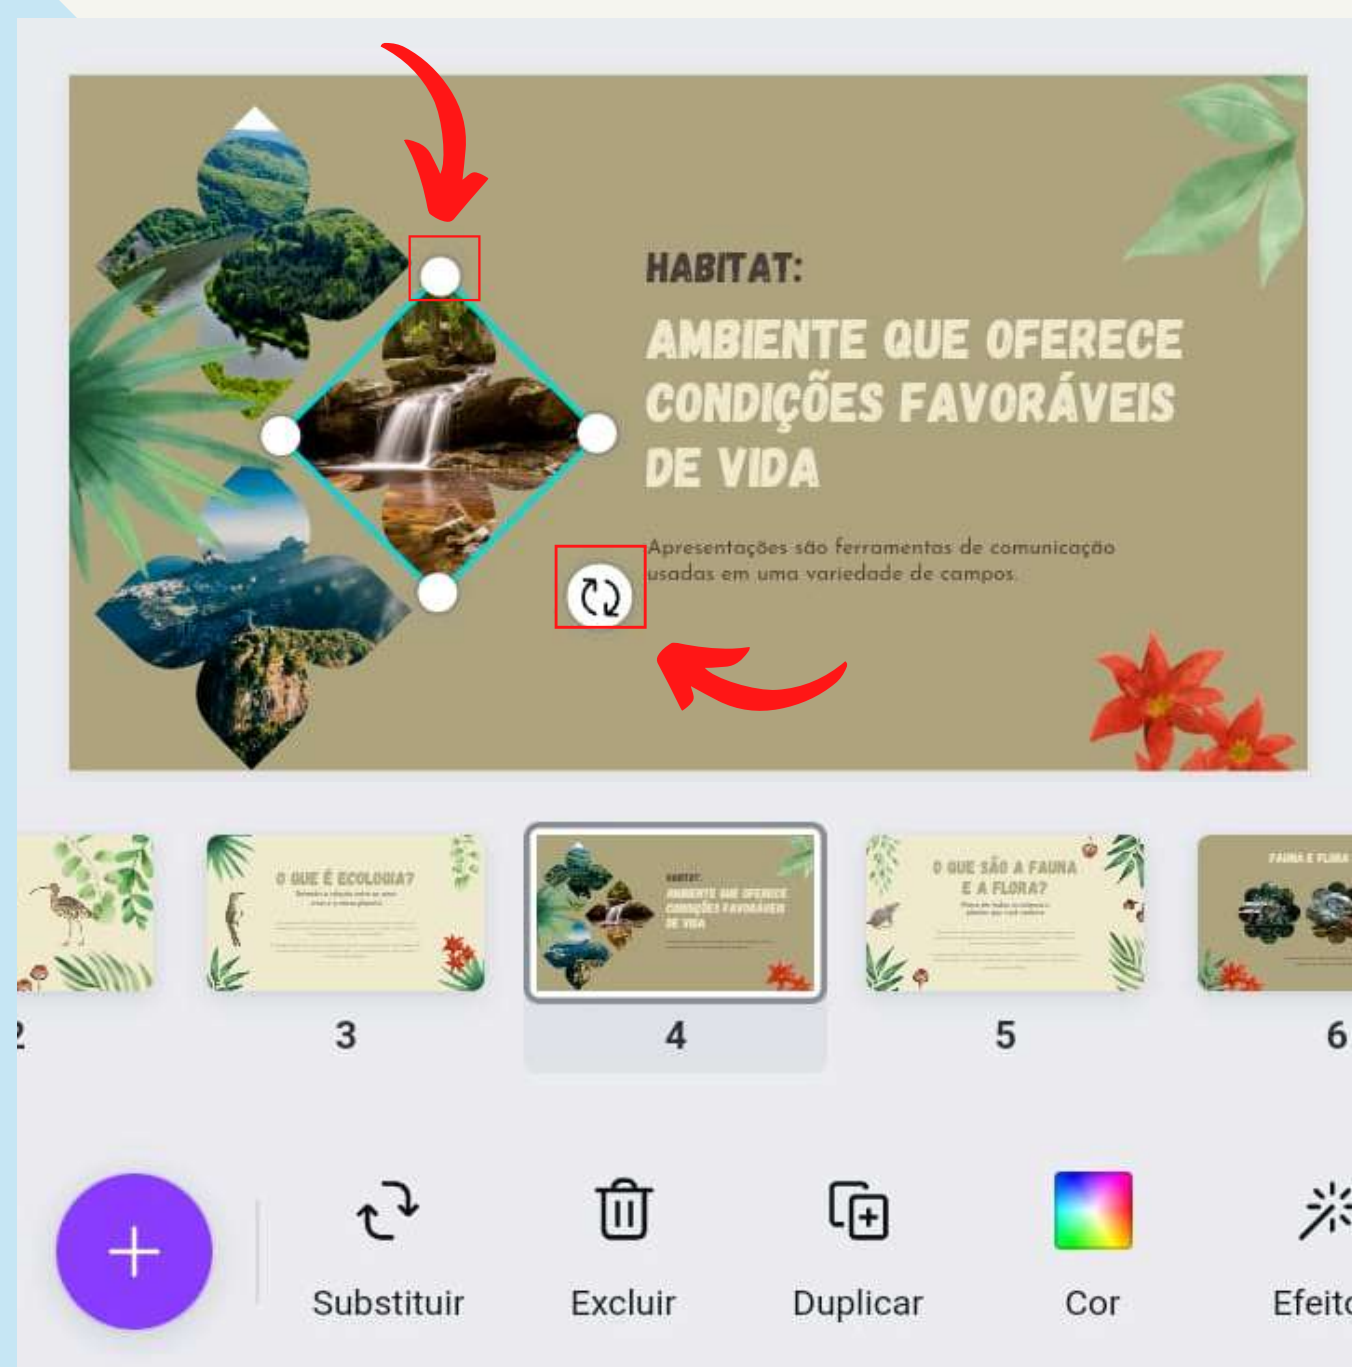 HABITAT:
AMBIENTE QUE OFERECE
CONDIÇÕES FAVORÁVEIS
DE VIDA
Apresentações são ferramentas de comunicação
usadas em uma variedade de campos.
O QUE É ECOLOGIA?
HABITAT:
AMBIENTE QUE OFERECE
CONDIÇÕES FAVORÁVEIS
DE VIDA
O QUE SÃO A FAUNA
E A FLORA?
FAUNA E FLORA
2
3
4
5
6
Substituir
Excluir
Duplicar
Cor
Efeito